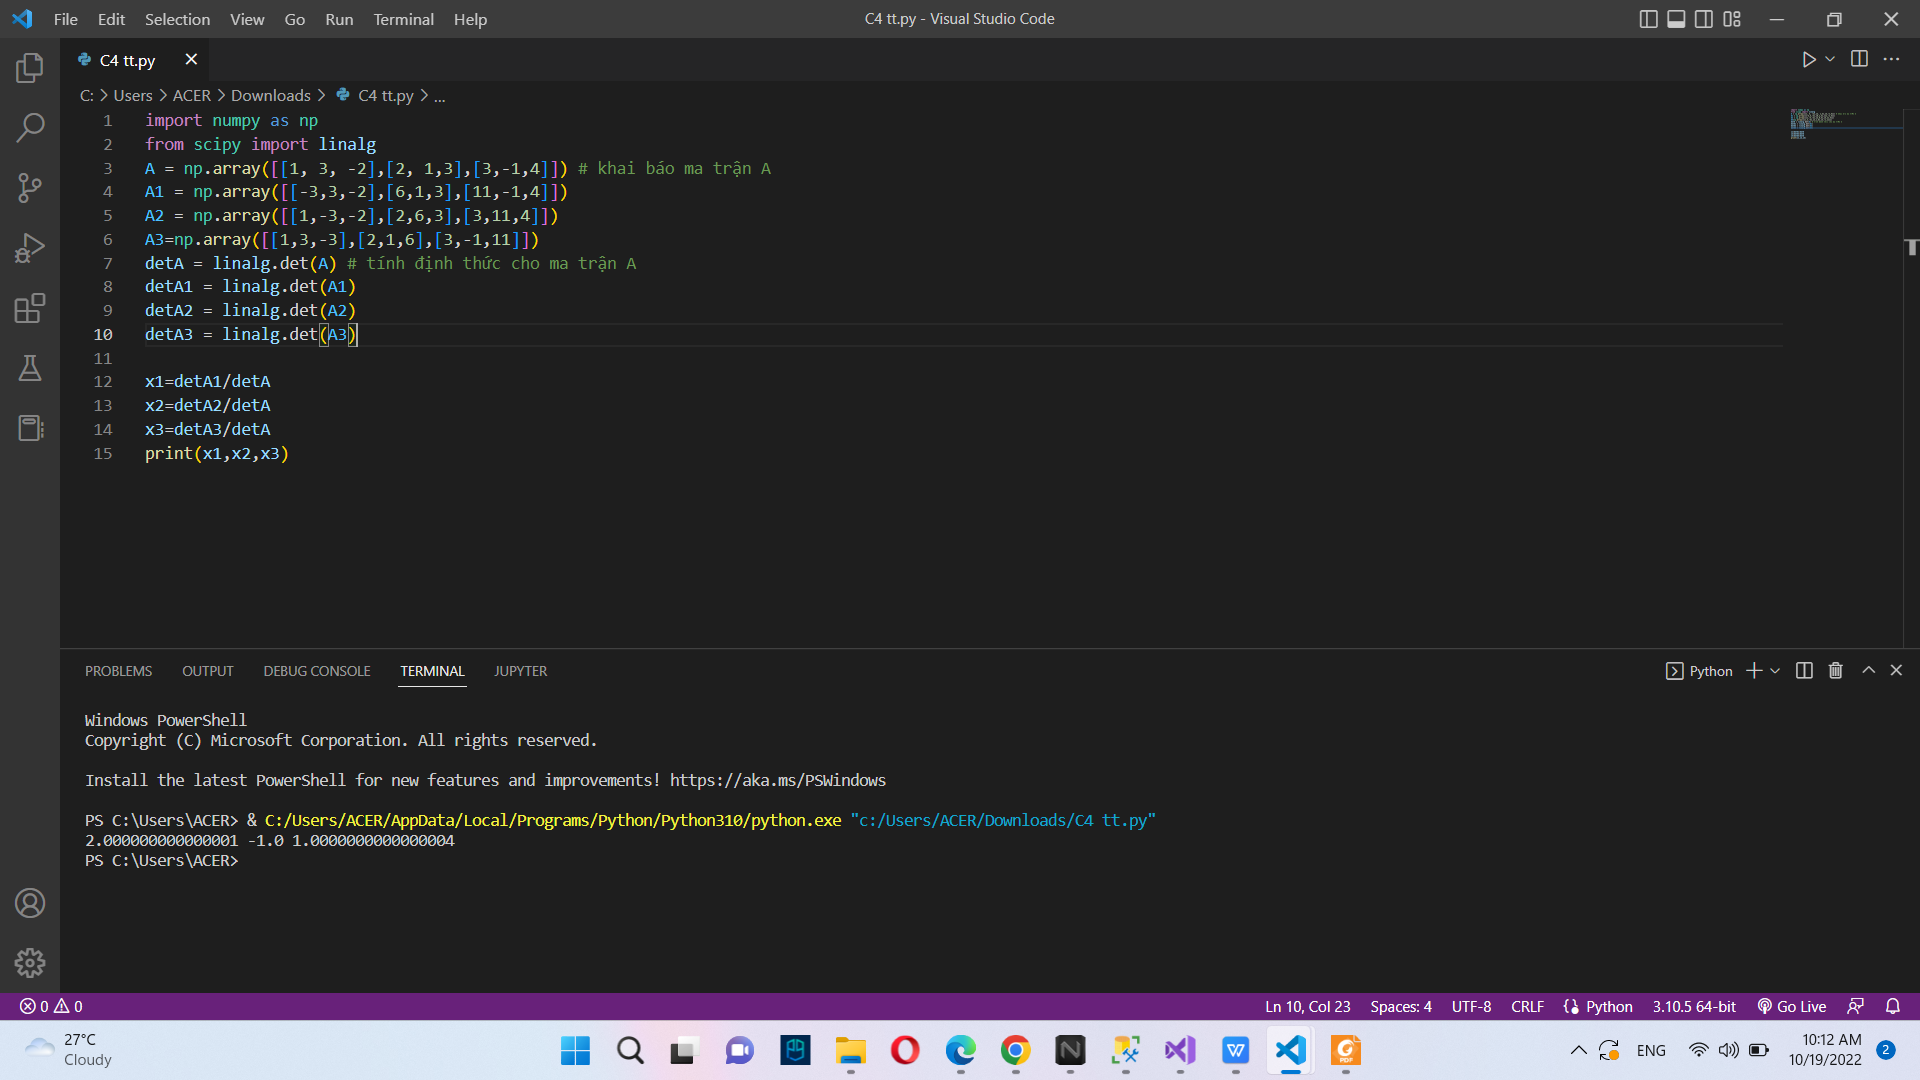 File Edit Selection View Go Run Terminal Help C4 tt.py - Visual Studio Code
C4 tt.py
C: > Users > ACER > Downloads > C4 tt.py > ...
1 import numpy as np
2 from scipy import linalg
3 A = np.array([[1, 3, -2],[2, 1,3],[3,-1,4]]) # khai báo ma trận A
4 A1 = np.array([[-3,3,-2],[6,1,3],[11,-1,4]])
5 A2 = np.array([[1,-3,-2],[2,6,3],[3,11,4]])
6 A3=np.array([[1,3,-3],[2,1,6],[3,-1,11]])
7 detA = linalg.det(A) # tính định thức cho ma trận A
8 detA1 = linalg.det(A1)
9 detA2 = linalg.det(A2)
10 detA3 = linalg.det(A3)
11
12 x1=detA1/detA
13 x2=detA2/detA
14 x3=detA3/detA
15 print(x1,x2,x3)
PROBLEMS OUTPUT DEBUG CONSOLE TERMINAL JUPYTER Python
Windows PowerShell
Copyright (C) Microsoft Corporation. All rights reserved.
Install the latest PowerShell for new features and improvements! https://aka.ms/PSWindows
PS C:\Users\ACER> & C:/Users/ACER/AppData/Local/Programs/Python/Python310/python.exe "c:/Users/ACER/Downloads/C4 tt.py"
2.000000000000001 -1.0 1.0000000000000004
PS C:\Users\ACER>
0 0 Ln 10, Col 23 Spaces: 4 UTF-8 CRLF Python 3.10.5 64-bit Go Live
27°C
Cloudy
ENG
10:12 AM
10/19/2022
2